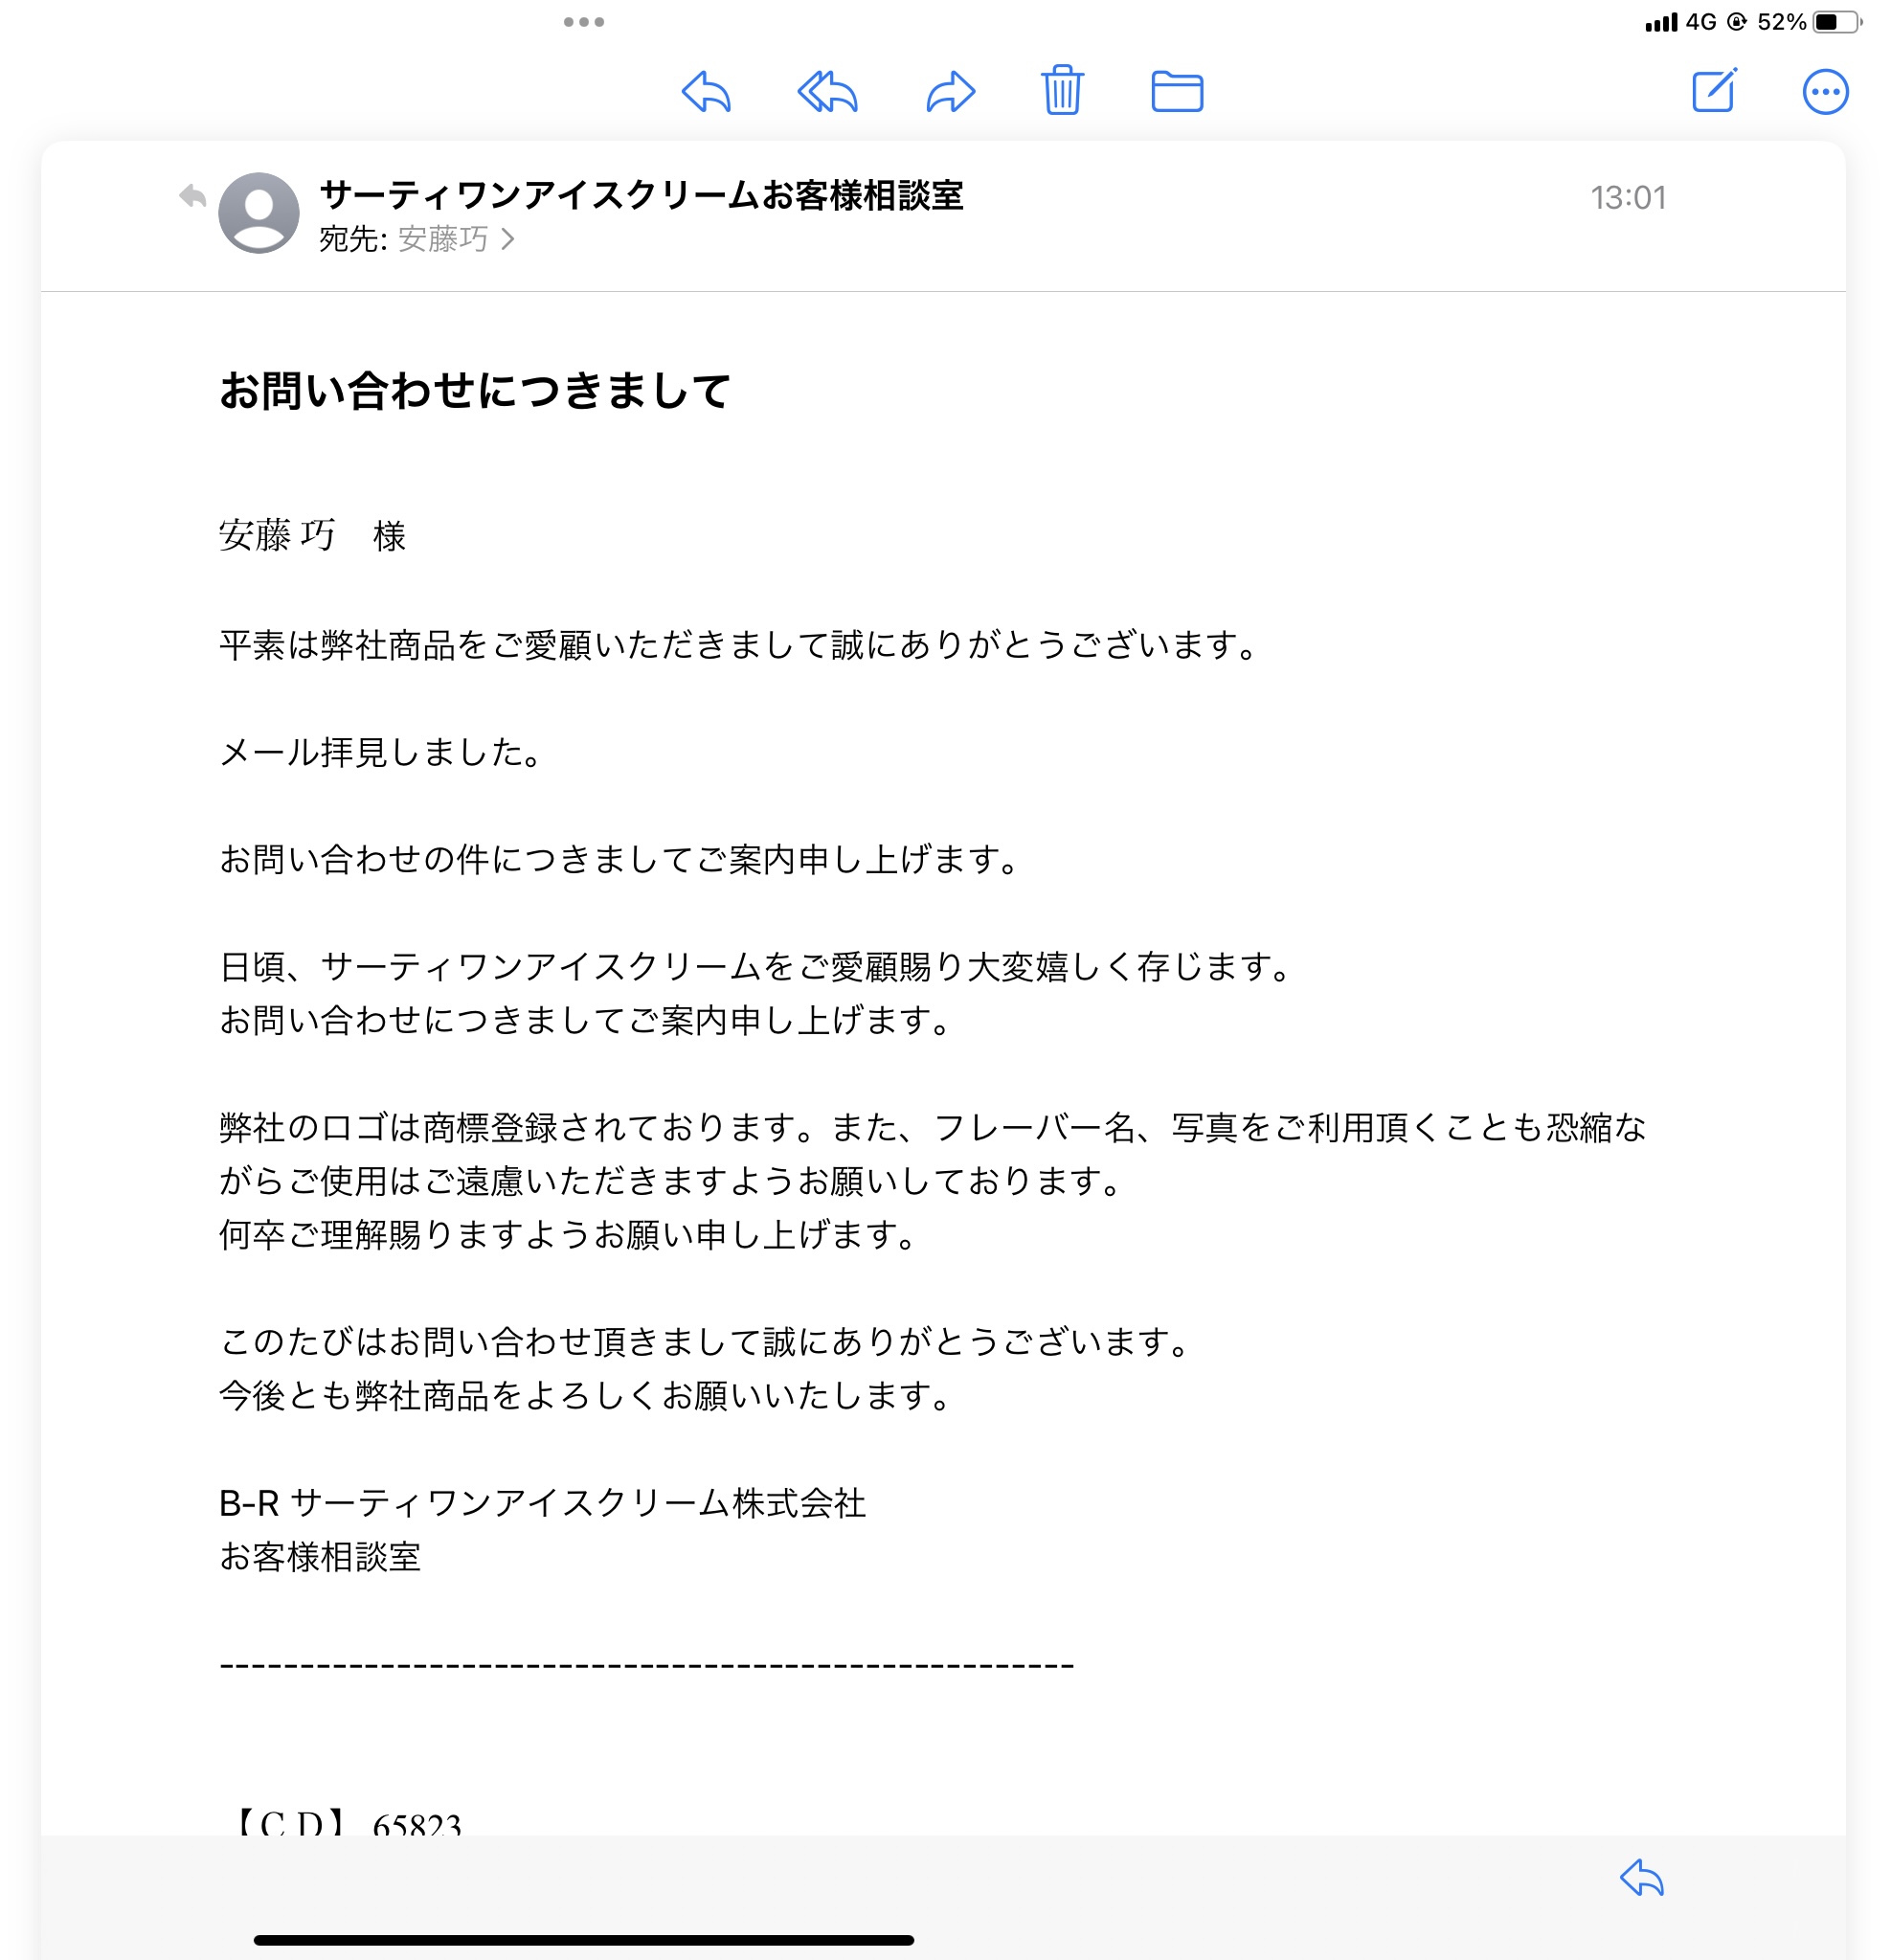 4G 52%
サーティワンアイスクリームお客様相談室
13:01
宛先: 安藤巧
お問い合わせにつきまして
安藤 巧　様
平素は弊社商品をご愛顧いただきまして誠にありがとうございます。
メール拝見しました。
お問い合わせの件につきましてご案内申し上げます。
日頃、サーティワンアイスクリームをご愛顧賜り大変嬉しく存じます。
お問い合わせにつきましてご案内申し上げます。
弊社のロゴは商標登録されております。また、フレーバー名、写真をご利用頂くことも恐縮な
がらご使用はご遠慮いただきますようお願いしております。
何卒ご理解賜りますようお願い申し上げます。
このたびはお問い合わせ頂きまして誠にありがとうございます。
今後とも弊社商品をよろしくお願いいたします。
B-R サーティワンアイスクリーム株式会社
お客様相談室
-----------------------------------------------------
【ＣＤ】 65823